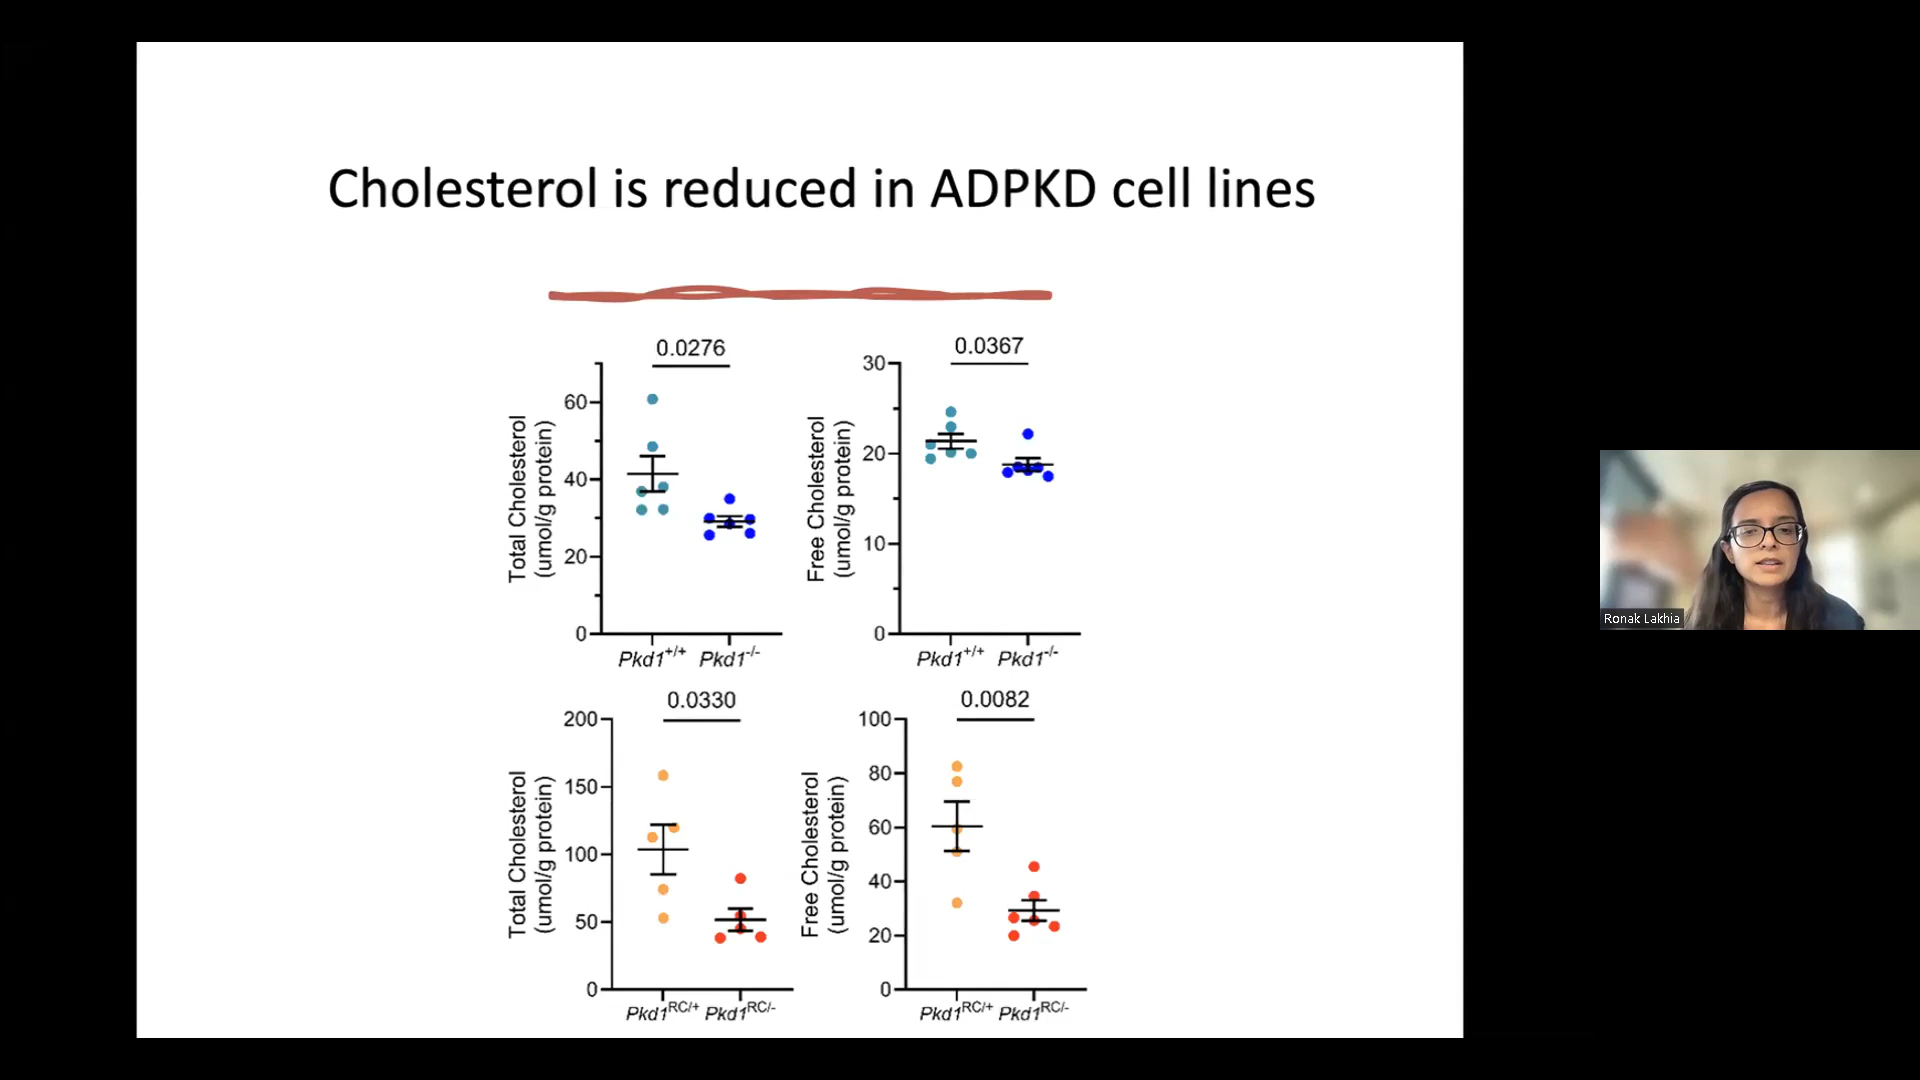 Cholesterol is reduced in ADPKD cell lines
0.0276
Total Cholesterol
(umol/g protein)
60
40
20
0
Pkd1+/+ Pkd1-/-
0.0367
Free Cholesterol
(umol/g protein)
30
20
10
0
Pkd1+/+ Pkd1-/-
0.0330
Total Cholesterol
(umol/g protein)
200
150
100
50
0
Pkd1RC/+ Pkd1RC/-
0.0082
Free Cholesterol
(umol/g protein)
100
80
60
40
20
0
Pkd1RC/+ Pkd1RC/-
Ronak Lakhia